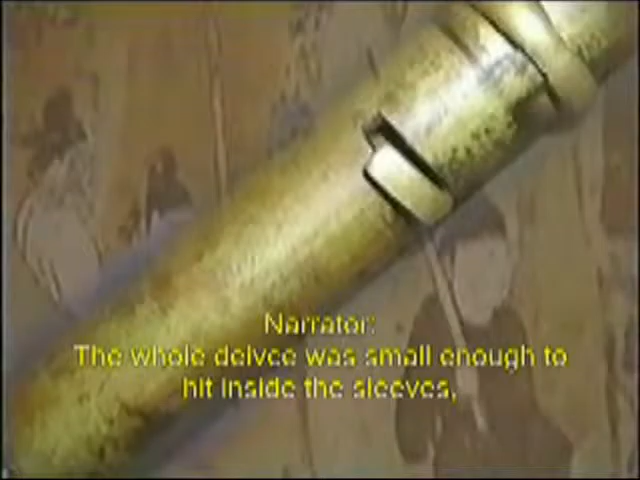 Narrator:
The whole deivce was small enough to
hit inside the sleeves,